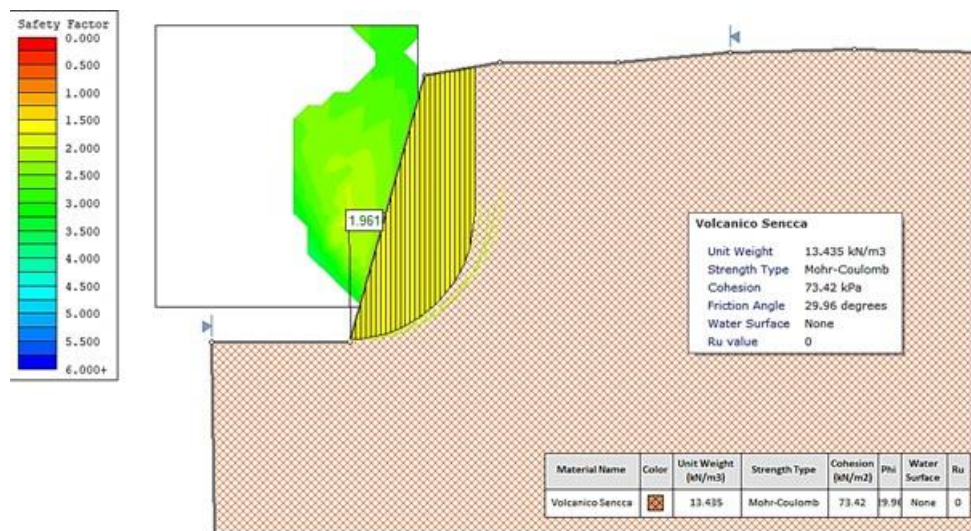 Safety Factor
0.000
0.500
1.000
1.500
2.000
2.500
3.000
3.500
4.000
4.500
5.000
5.500
6.000+
1.961
Volcanico Sencca
Unit Weight 13.435 kN/m3
Strength Type Mohr-Coulomb
Cohesion 73.42 kPa
Friction Angle 29.96 degrees
Water Surface None
Ru value 0
Material Name Color Unit Weight (kN/m3) Strength Type Cohesion (kN/m2) Phi Water Surface Ru
Volcanico Sencca 13.435 Mohr-Coulomb 73.42 9.96 None 0